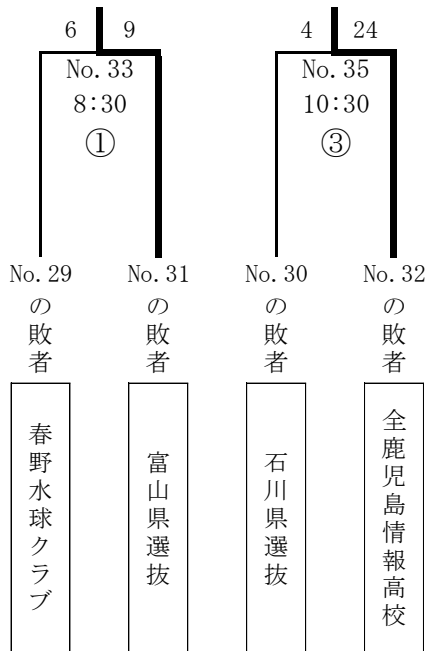 6 9
4 24
No.33
No.35
8:30
10:30
①
③
No.29
No.31
No.30
No.32
の敗者
の敗者
の敗者
の敗者
春野水球クラブ
富山県選抜
石川県選抜
全鹿児島情報高校